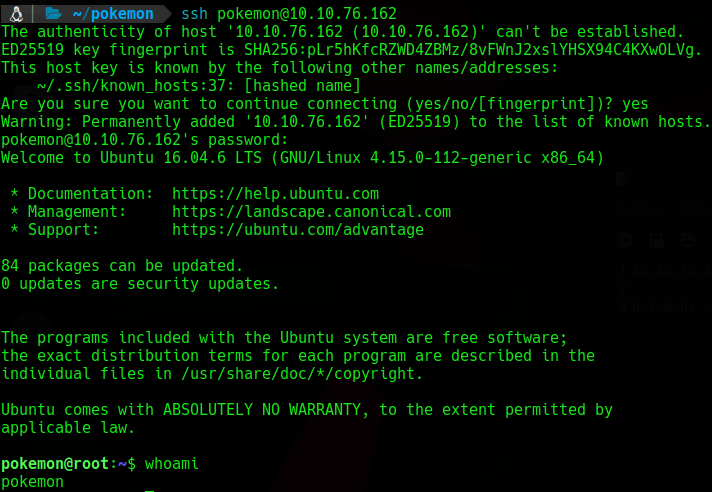 ~/pokemon ssh pokemon@10.10.76.162
The authenticity of host '10.10.76.162 (10.10.76.162)' can't be established.
ED25519 key fingerprint is SHA256:pLr5hKfcRZWD4ZBMz/8vFWnJ2xslYHSX94C4KXwOLVg.
This host key is known by the following other names/addresses:
    ~/.ssh/known_hosts:37: [hashed name]
Are you sure you want to continue connecting (yes/no/[fingerprint])? yes
Warning: Permanently added '10.10.76.162' (ED25519) to the list of known hosts.
pokemon@10.10.76.162's password:
Welcome to Ubuntu 16.04.6 LTS (GNU/Linux 4.15.0-112-generic x86_64)
 * Documentation:  https://help.ubuntu.com
 * Management:     https://landscape.canonical.com
 * Support:        https://ubuntu.com/advantage
84 packages can be updated.
0 updates are security updates.
The programs included with the Ubuntu system are free software;
the exact distribution terms for each program are described in the
individual files in /usr/share/doc/*/copyright.
Ubuntu comes with ABSOLUTELY NO WARRANTY, to the extent permitted by
applicable law.
pokemon@root:~$ whoami
pokemon